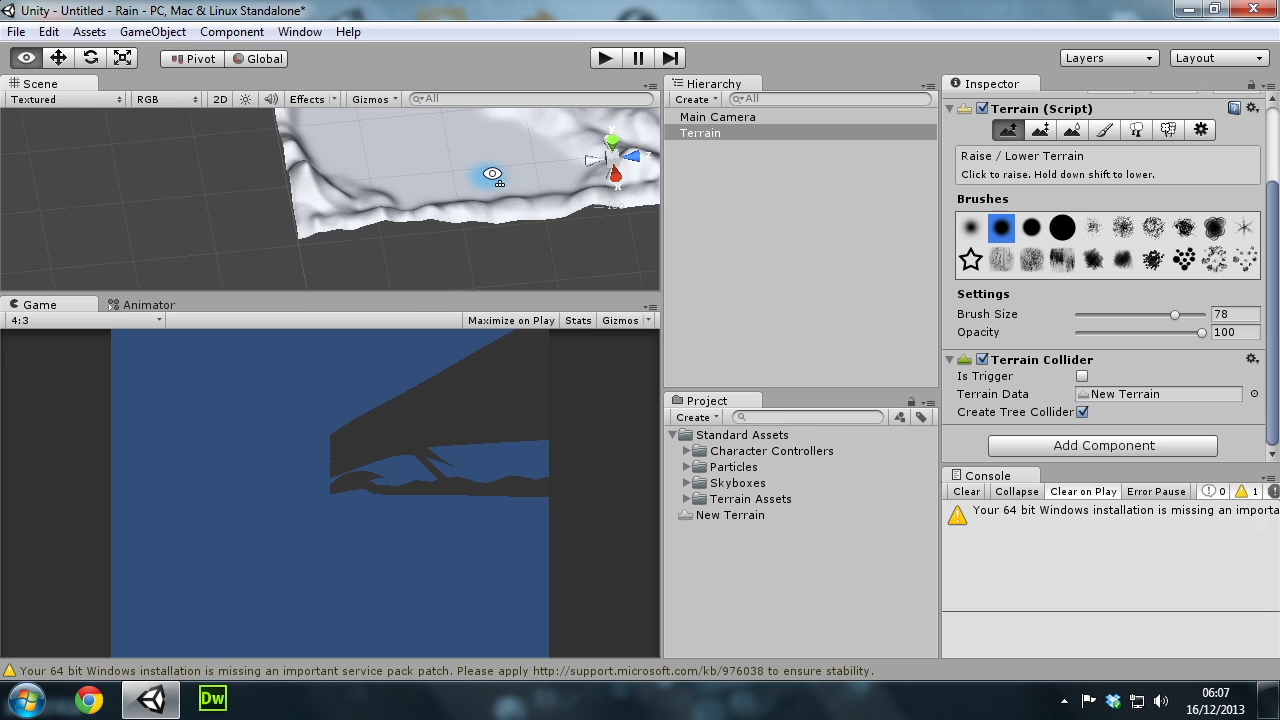 Unity - Untitled - Rain - PC, Mac & Linux Standalone*
File Edit Assets GameObject Component Window Help
Pivot Global Layers Layout
Scene
Textured RGB 2D Effects Gizmos All
Y
Z
X
Game Animator
4:3 Maximize on Play Stats Gizmos
Hierarchy
Create All
Main Camera
Terrain
Project
Create
Standard Assets
Character Controllers
Particles
Skyboxes
Terrain Assets
New Terrain
Inspector
Terrain (Script)
Raise / Lower Terrain
Click to raise. Hold down shift to lower.
Brushes
Settings
Brush Size 78
Opacity 100
Terrain Collider
Is Trigger
Terrain Data New Terrain
Create Tree Collider
Add Component
Console
Clear Collapse Clear on Play Error Pause 0 1
Your 64 bit Windows installation is missing an importa
Your 64 bit Windows installation is missing an important service pack patch. Please apply http://support.microsoft.com/kb/976038 to ensure stability.
Dw
06:07
16/12/2013